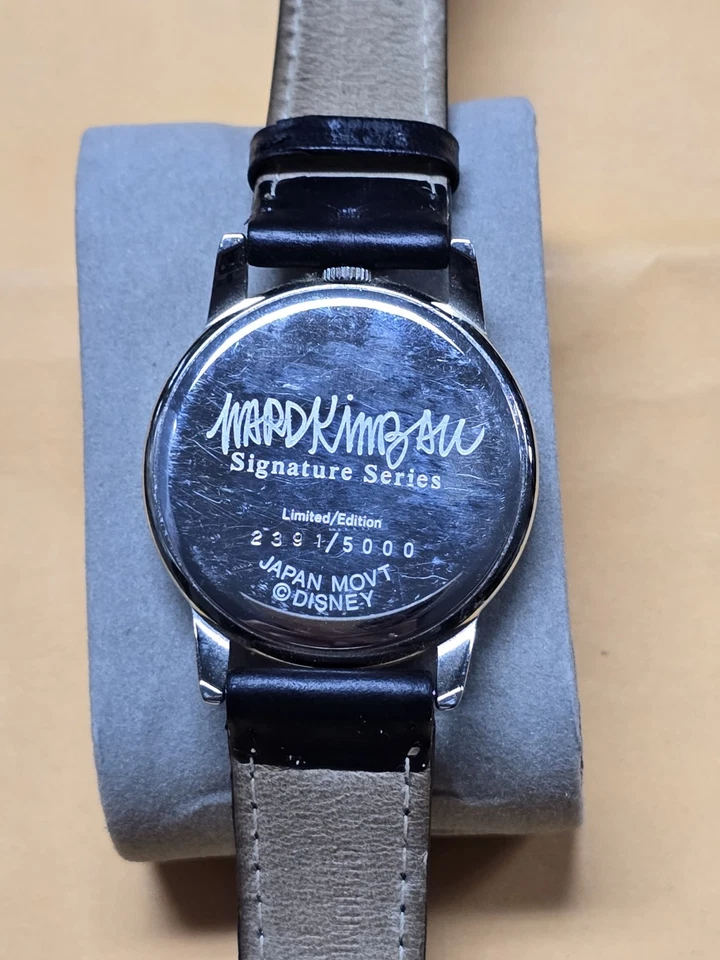 WARD KimBALL
Signature Series
Limited/Edition
2391/5000
JAPAN MOVT
©DISNEY